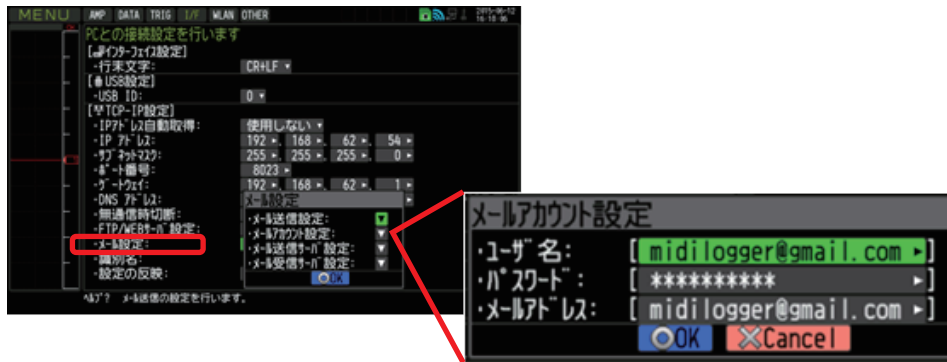 MENU AMP DATA TRIG I/F WLAN OTHER 2015-06-12
16:18:06
PCとの接続設定を行います
[インターフェイス設定]
・行末文字: CR+LF
[USB設定]
・USB ID: 0
[TCP-IP設定]
・IPアドレス自動取得: 使用しない
・IP アドレス: 192 . 168 . 62 . 54
・サブネットマスク: 255 . 255 . 255 . 0
・ポート番号: 8023
・ゲートウェイ: 192 . 168 . 62 . 1
・DNS アドレス:
・無通信時切断:
・FTP/WEBサーバ設定:
・メール設定:
・識別名:
・設定の反映:
メール設定
・メール送信設定:
・メールアカウント設定:
・メール送信サーバ設定:
・メール受信サーバ設定:
OK
ヘルプ? メール送信の設定を行います。
メールアカウント設定
・ユーザ名: [ midilogger@gmail.com ]
・パスワード: [ ********** ]
・メールアドレス: [ midilogger@gmail.com ]
OK Cancel